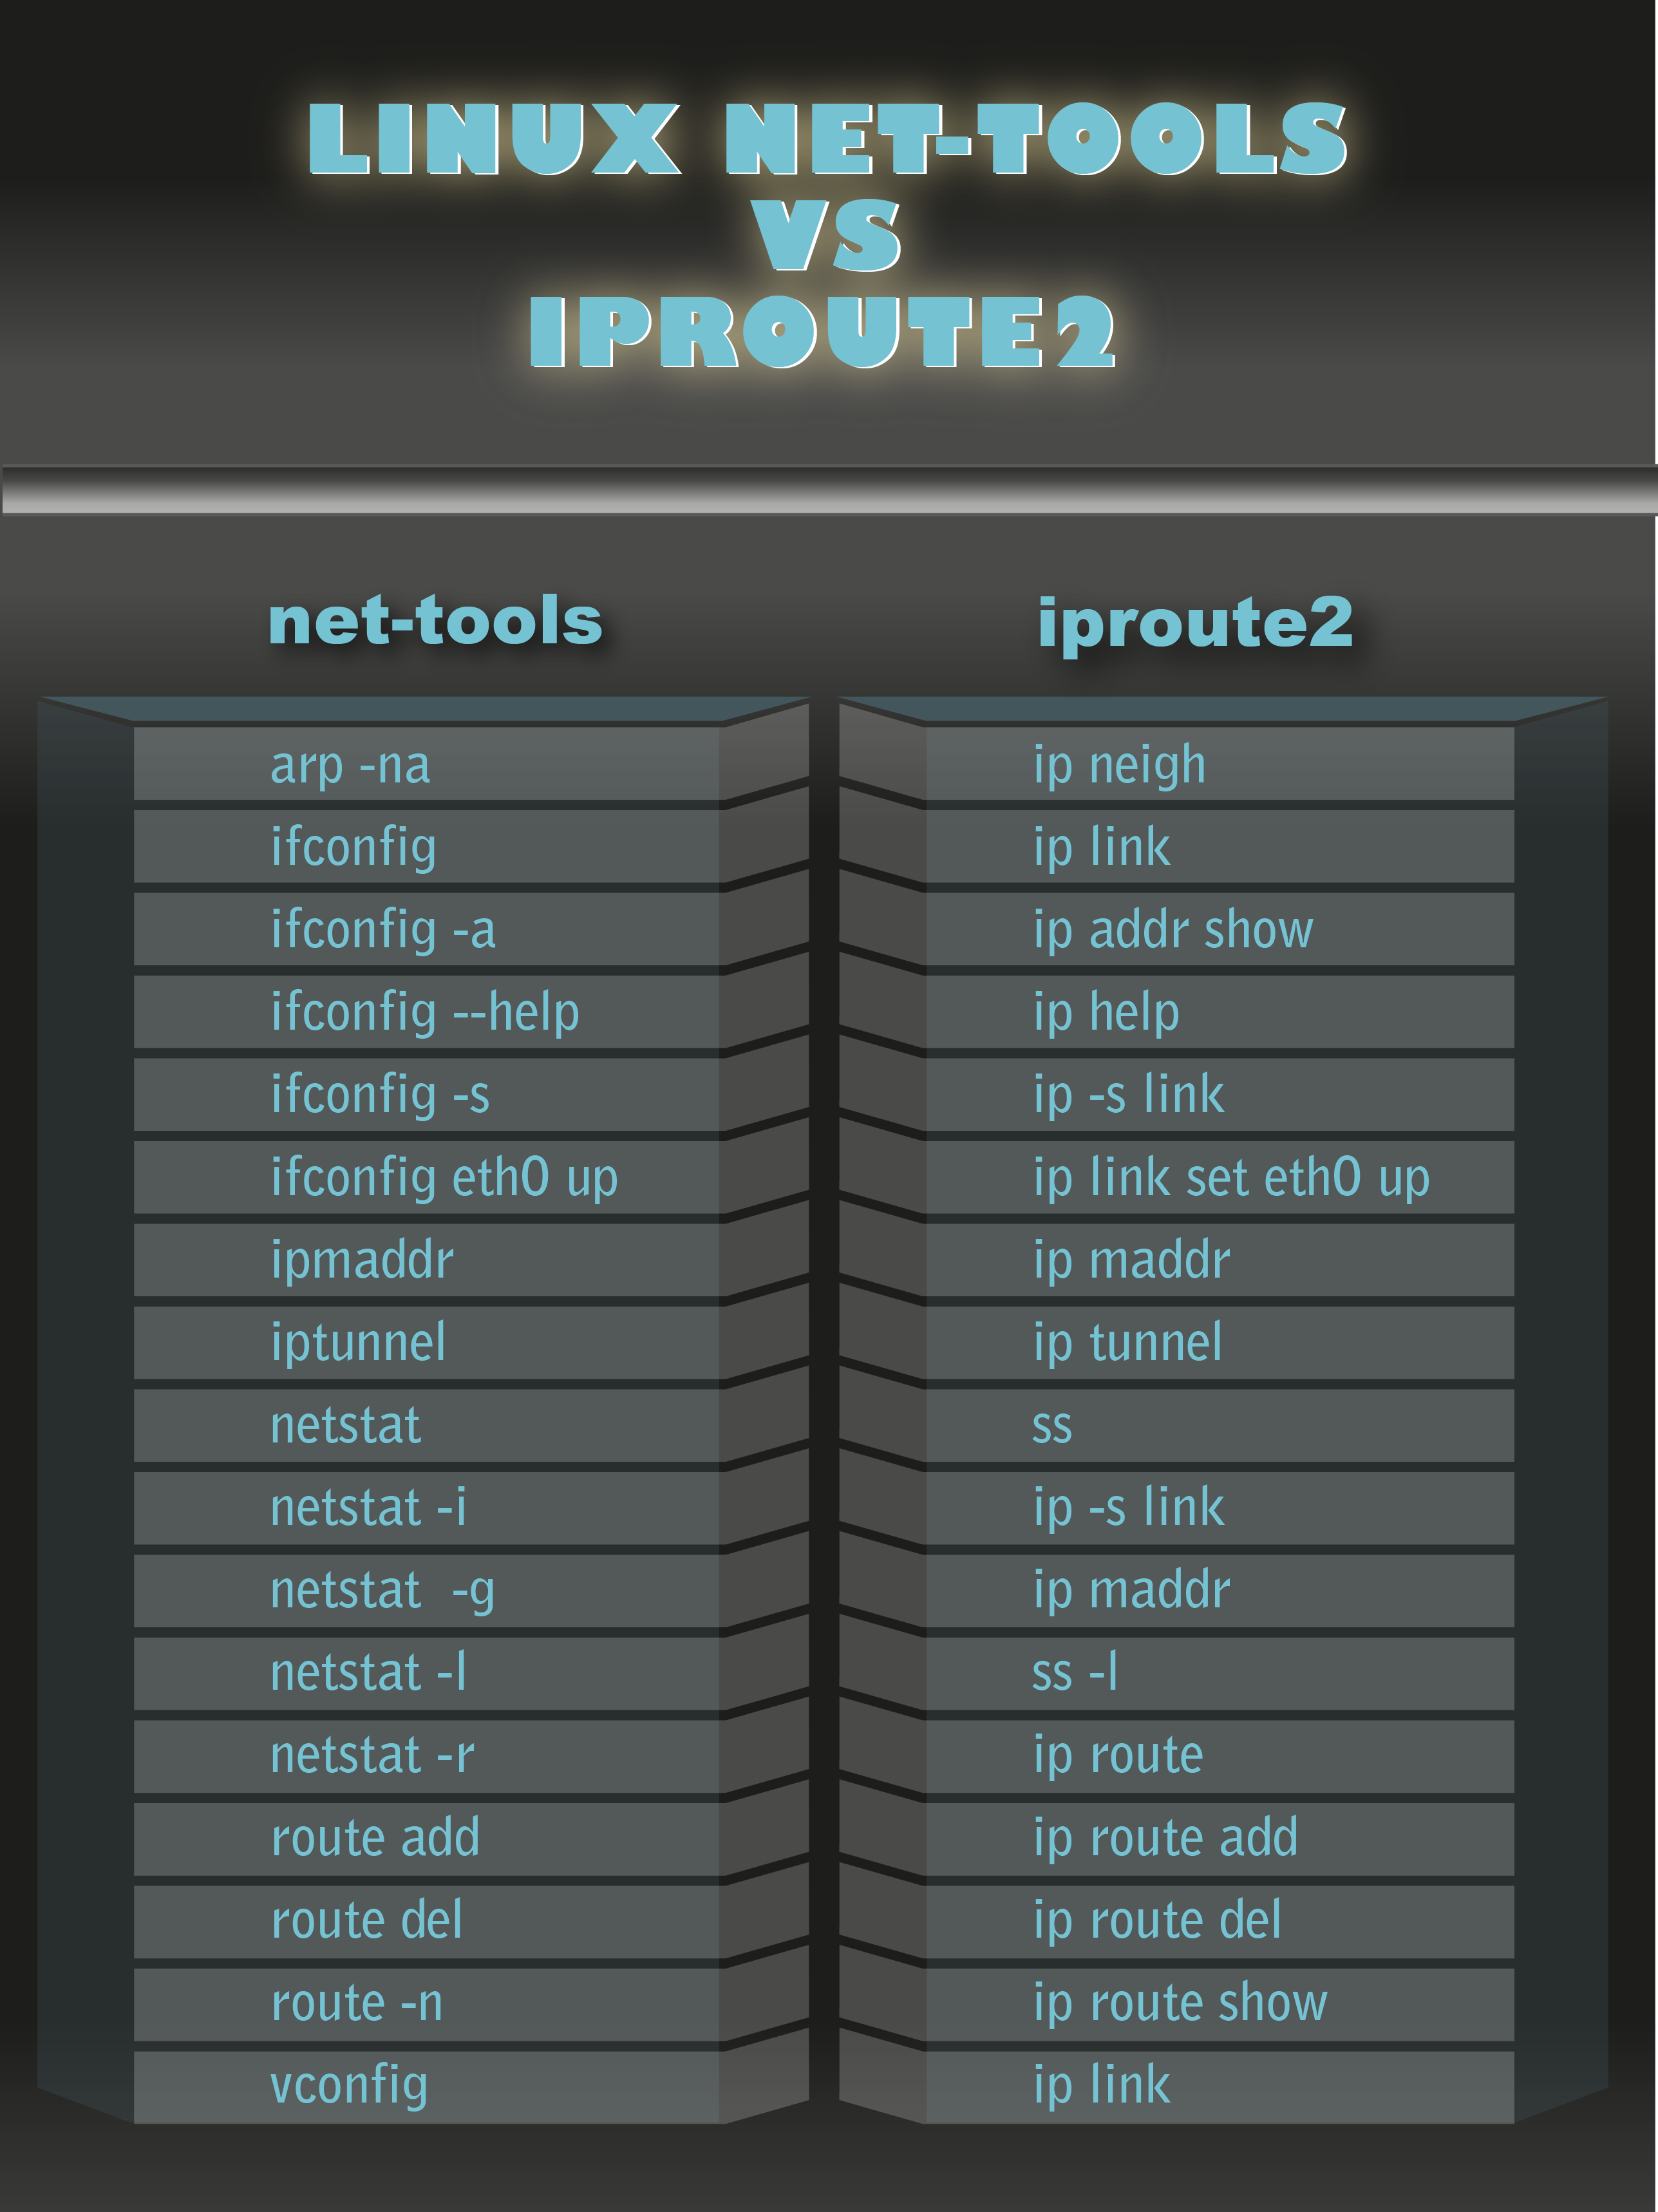 LINUX NET-TOOLS
VS
IPROUTE2
net-tools iproute2
arp -na ip neigh
ifconfig ip link
ifconfig -a ip addr show
ifconfig --help ip help
ifconfig -s ip -s link
ifconfig eth0 up ip link set eth0 up
ipmaddr ip maddr
iptunnel ip tunnel
netstat ss
netstat -i ip -s link
netstat  -g ip maddr
netstat -l ss -l
netstat -r ip route
route add ip route add
route del ip route del
route -n ip route show
vconfig ip link